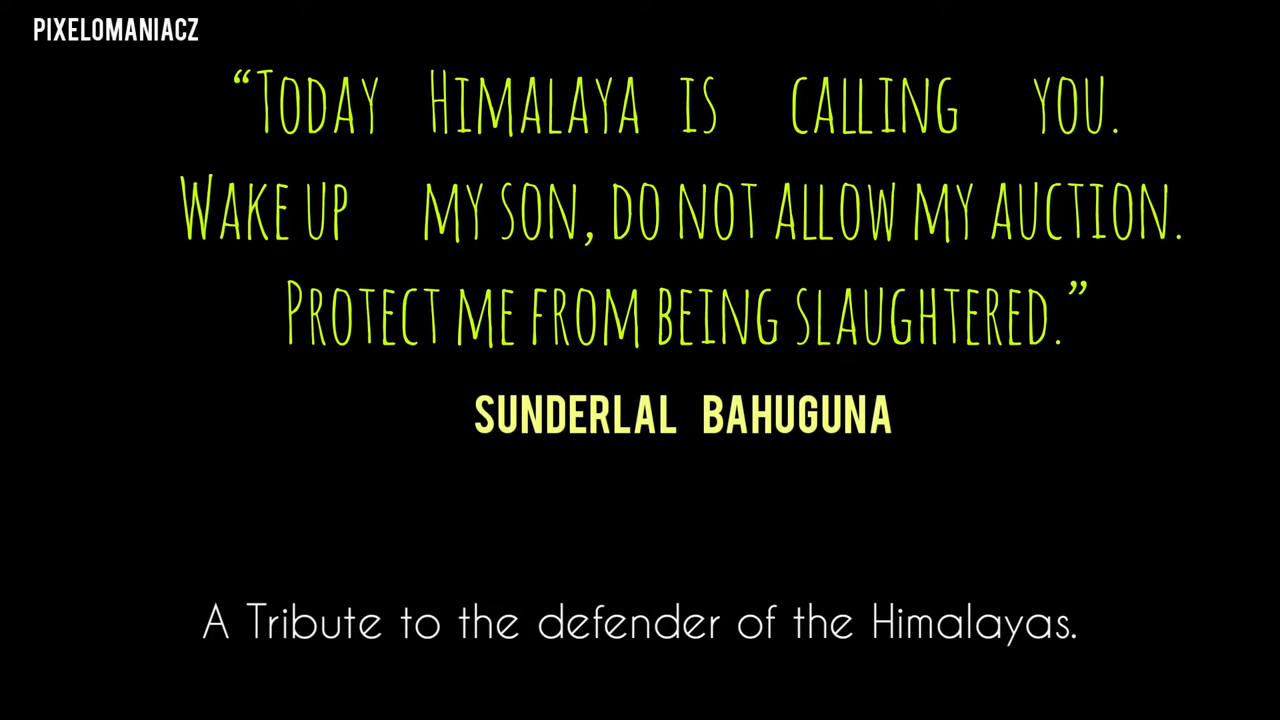 PIXELOMANIACZ
“TODAY HIMALAYA IS CALLING YOU.
WAKE UP MY SON, DO NOT ALLOW MY AUCTION.
PROTECT ME FROM BEING SLAUGHTERED.”
SUNDERLAL BAHUGUNA
A Tribute to the defender of the Himalayas.